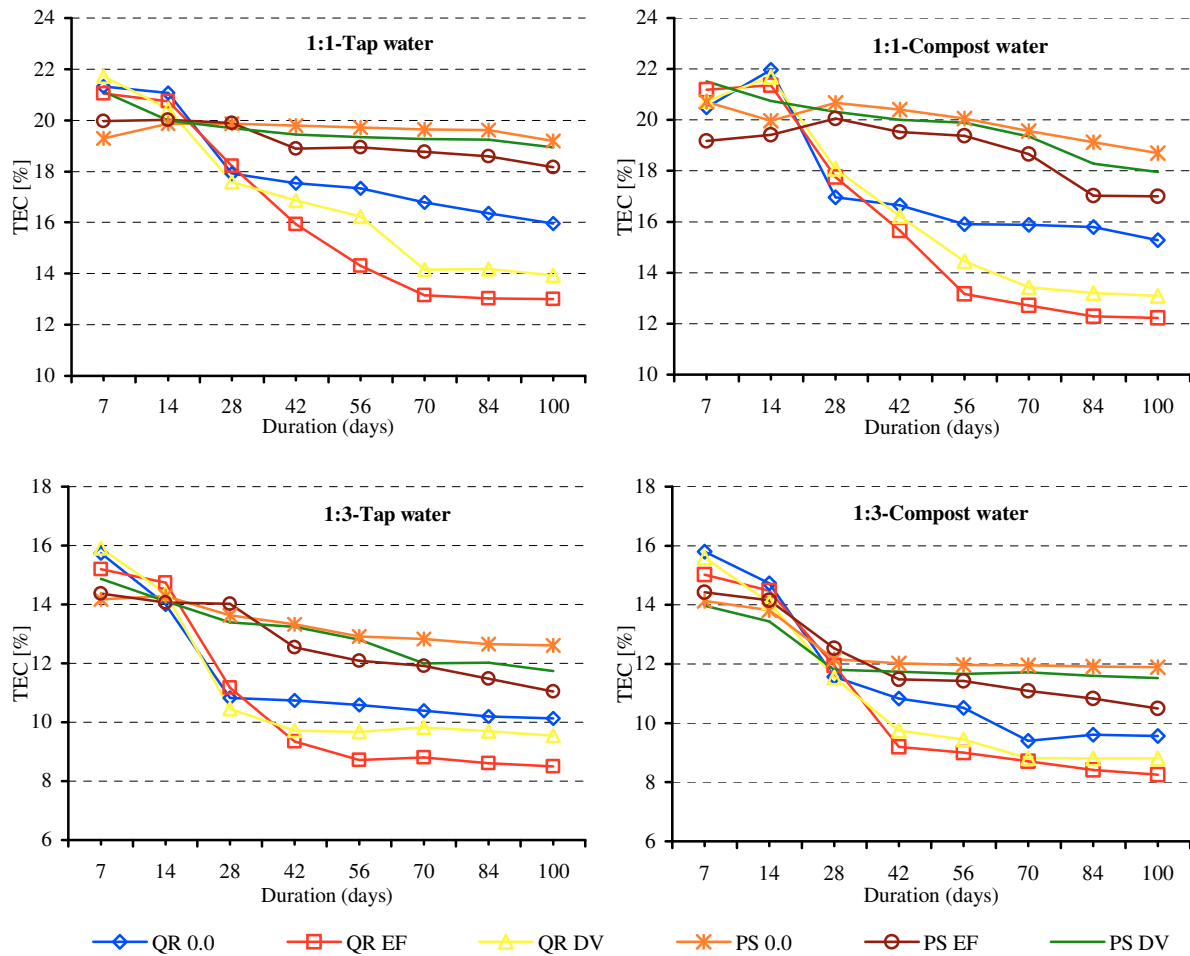 1:1-Tap water
TEC [%]
24
22
20
18
16
14
12
10
7 14 28 42 56 70 84 100
Duration (days)
1:1-Compost water
TEC [%]
24
22
20
18
16
14
12
10
7 14 28 42 56 70 84 100
Duration (days)
1:3-Tap water
TEC [%]
18
16
14
12
10
8
6
7 14 28 42 56 70 84 100
Duration (days)
1:3-Compost water
TEC [%]
18
16
14
12
10
8
6
7 14 28 42 56 70 84 100
Duration (days)
QR 0.0 QR EF QR DV PS 0.0 PS EF PS DV